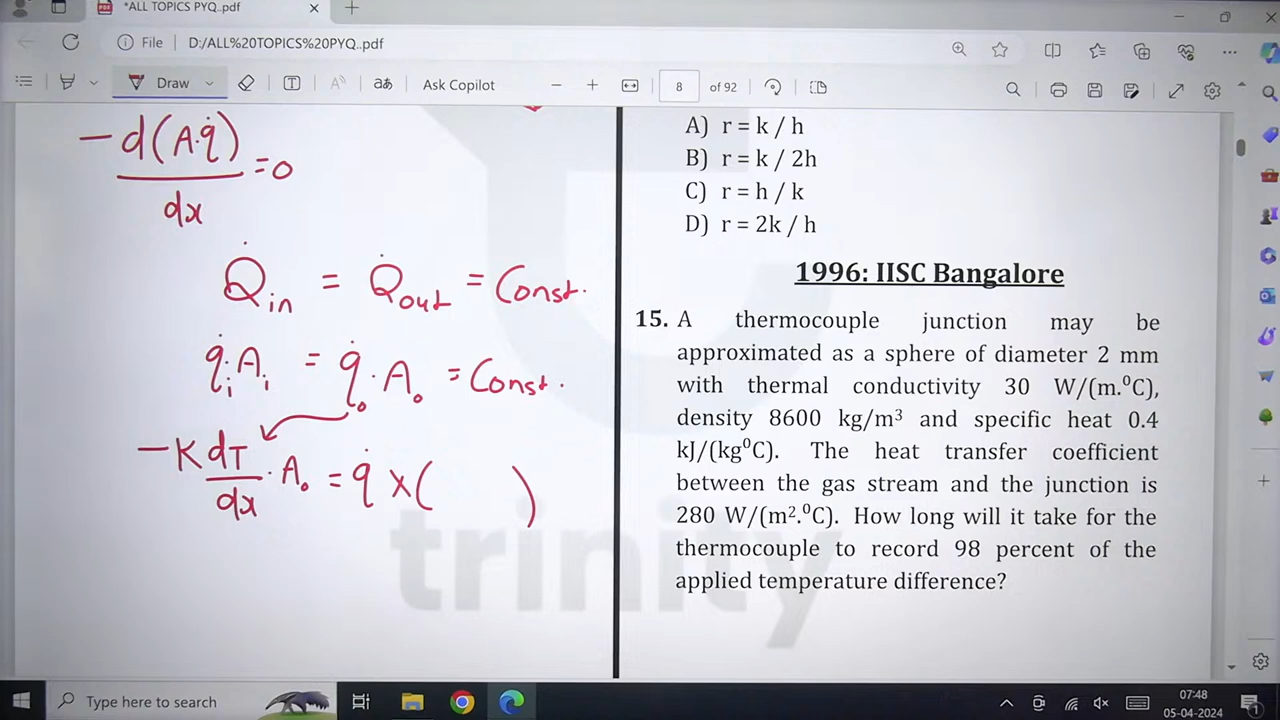 *ALL TOPICS PYQ..pdf
File D:/ALL%20TOPICS%20PYQ..pdf
Draw
aあ
Ask Copilot
8 of 92
-d(A.q̇)/dx = 0
Q̇in = Q̇out = Const.
q̇i.Ai = q̇o.Ao = Const.
-K dT/dx . Ao = q̇ × ( )
A) r = k / h
B) r = k / 2h
C) r = h / k
D) r = 2k / h
1996: IISC Bangalore
15. A thermocouple junction may be
approximated as a sphere of diameter 2 mm
with thermal conductivity 30 W/(m.⁰C),
density 8600 kg/m³ and specific heat 0.4
kJ/(kg⁰C). The heat transfer coefficient
between the gas stream and the junction is
280 W/(m².⁰C). How long will it take for the
thermocouple to record 98 percent of the
applied temperature difference?
trinity
Type here to search
07:48
05-04-2024